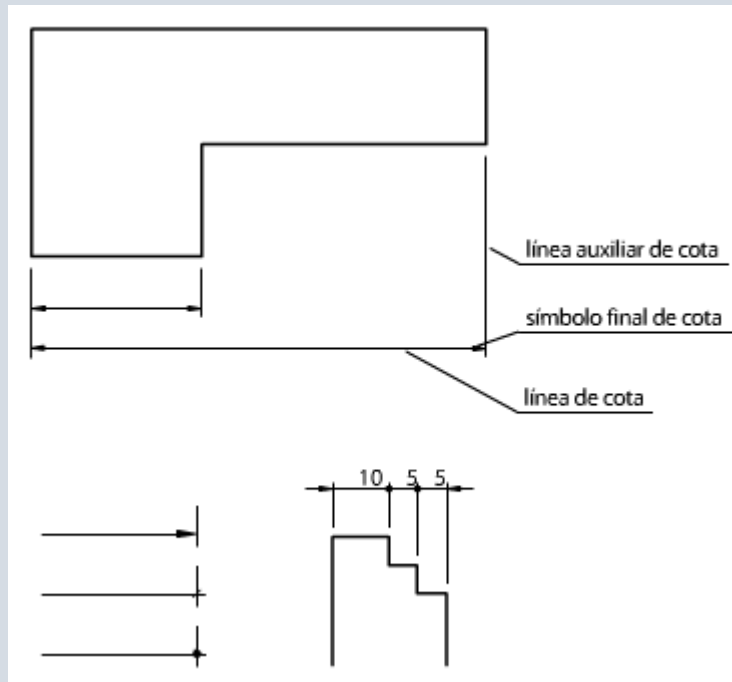 línea auxiliar de cota
símbolo final de cota
línea de cota
10 5 5